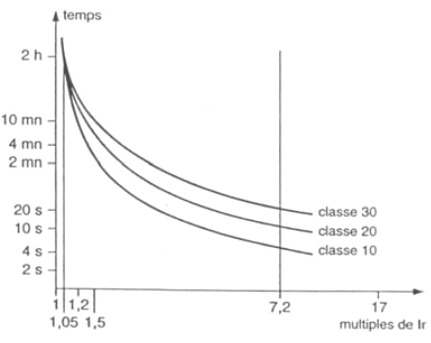 temps
2 h
10 mn
4 mn
2 mn
20 s
10 s
4 s
2 s
classe 30
classe 20
classe 10
1 1,2 7,2 17
1,05 1,5 multiples de Ir